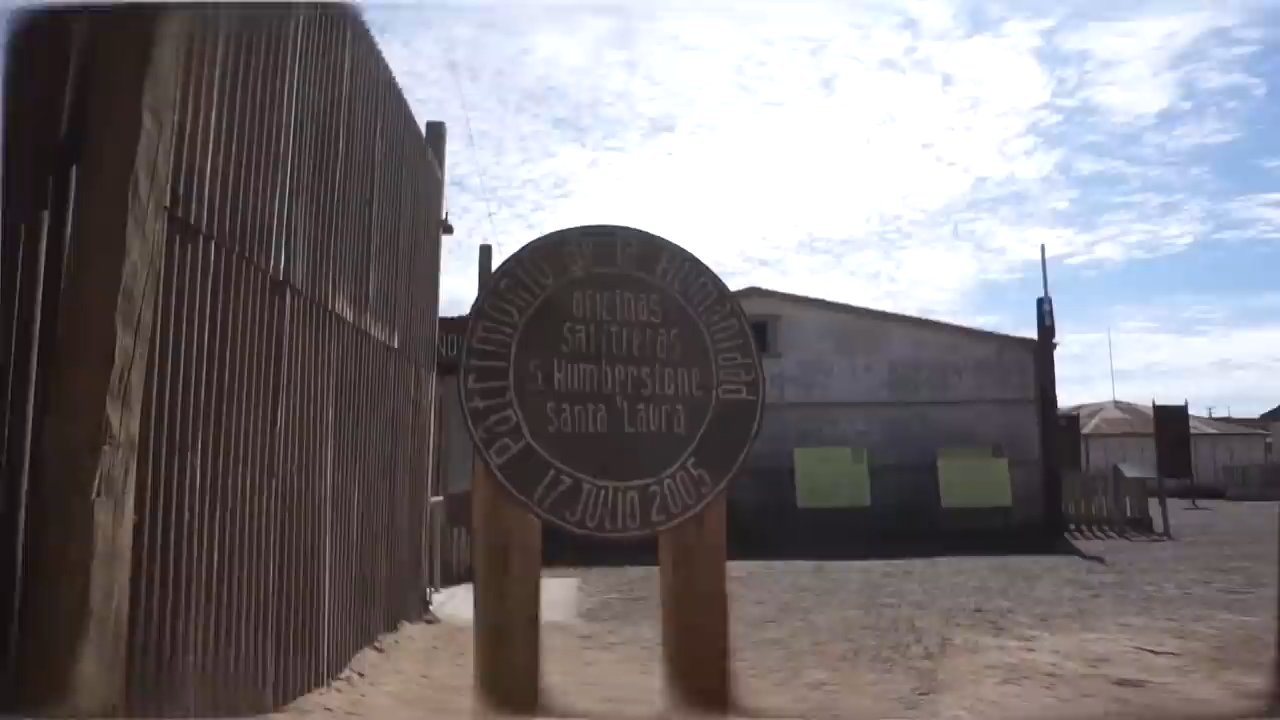 Patrimonio de la Humanidad
oficinas
salitreras
S. Humberstone
y
Santa Laura
17 Julio 2005